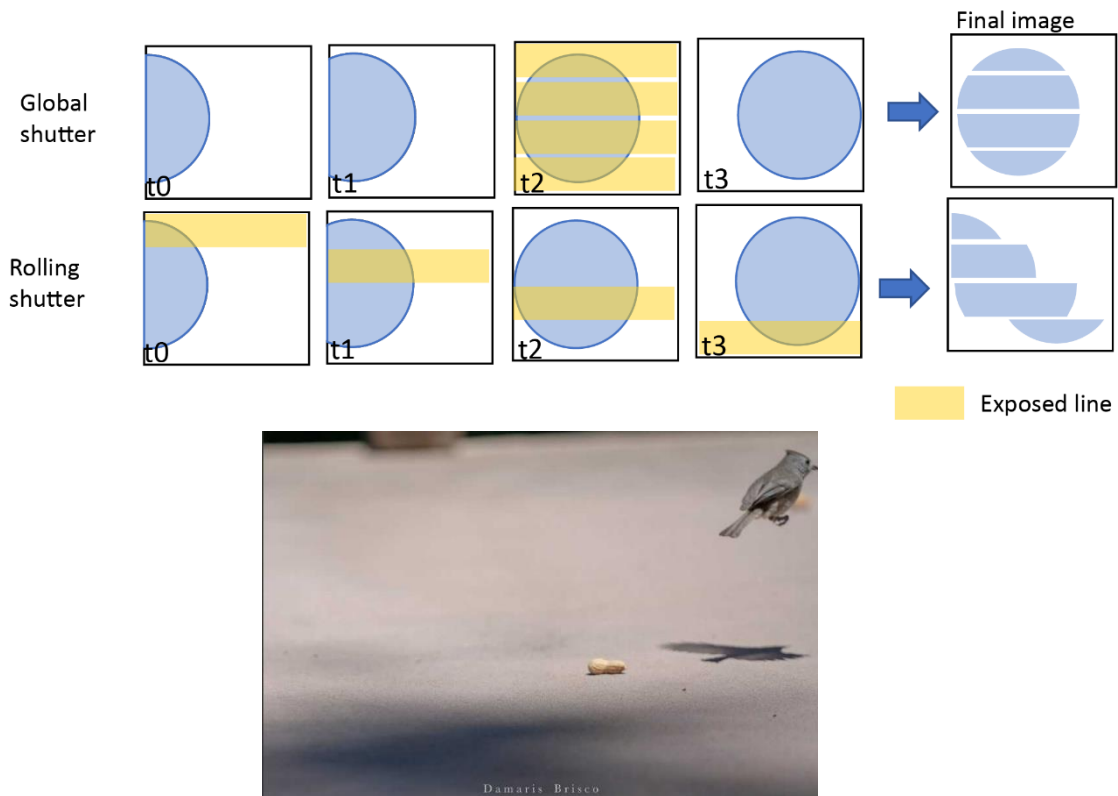 Final image
Global
shutter
t0
t1
t2
t3
Rolling
shutter
t0
t1
t2
t3
Exposed line
Damaris Brisco